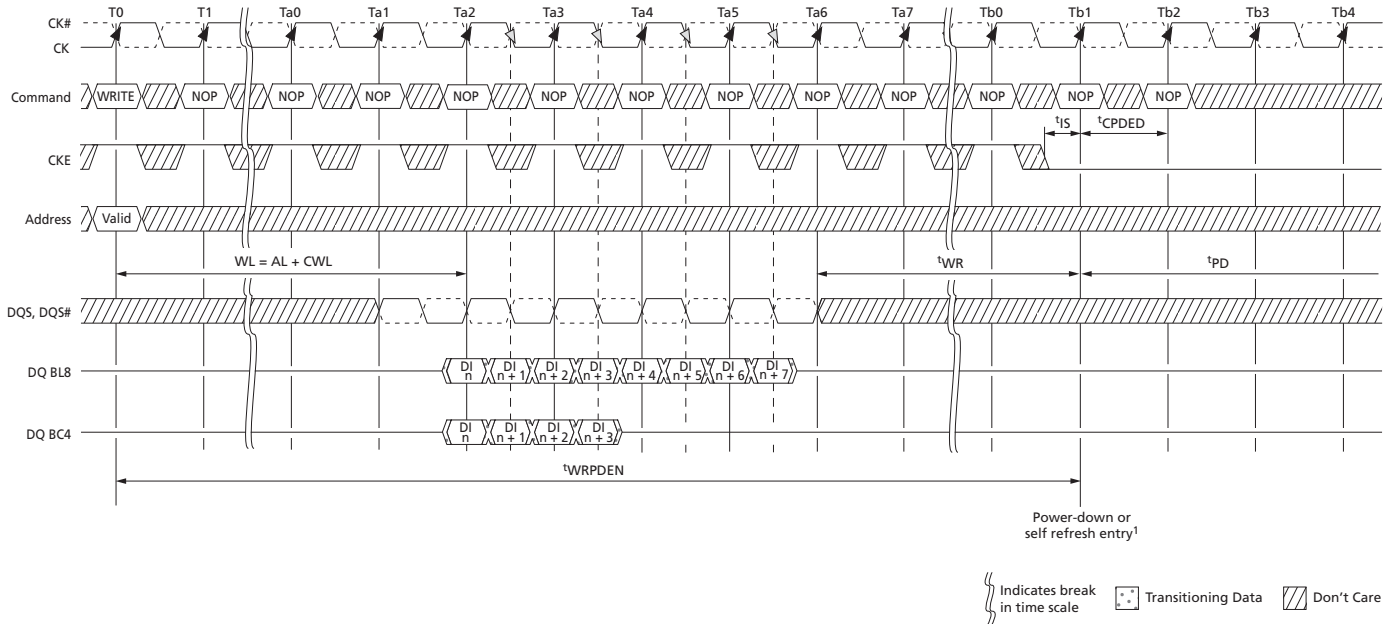 T0 T1 Ta0 Ta1 Ta2 Ta3 Ta4 Ta5 Ta6 Ta7 Tb0 Tb1 Tb2 Tb3 Tb4
CK#
CK
Command WRITE NOP NOP NOP NOP NOP NOP NOP NOP NOP NOP NOP NOP
tIS tCPDED
CKE
Address Valid
WL = AL + CWL tWR tPD
DQS, DQS#
DQ BL8 DI n DI n + 1 DI n + 2 DI n + 3 DI n + 4 DI n + 5 DI n + 6 DI n + 7
DQ BC4 DI n DI n + 1 DI n + 2 DI n + 3
tWRPDEN
Power-down or
self refresh entry1
Indicates break
in time scale
Transitioning Data
Don't Care